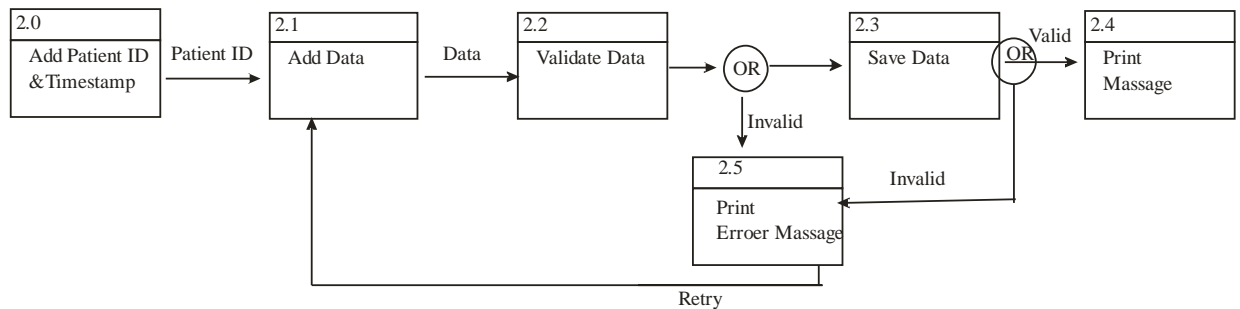 2.0
Add Patient ID
&Timestamp
Patient ID
2.1
Add Data
Data
2.2
Validate Data
OR
Invalid
2.3
Save Data
OR
Valid
2.4
Print
Massage
2.5
Print
Erroer Massage
Invalid
Retry